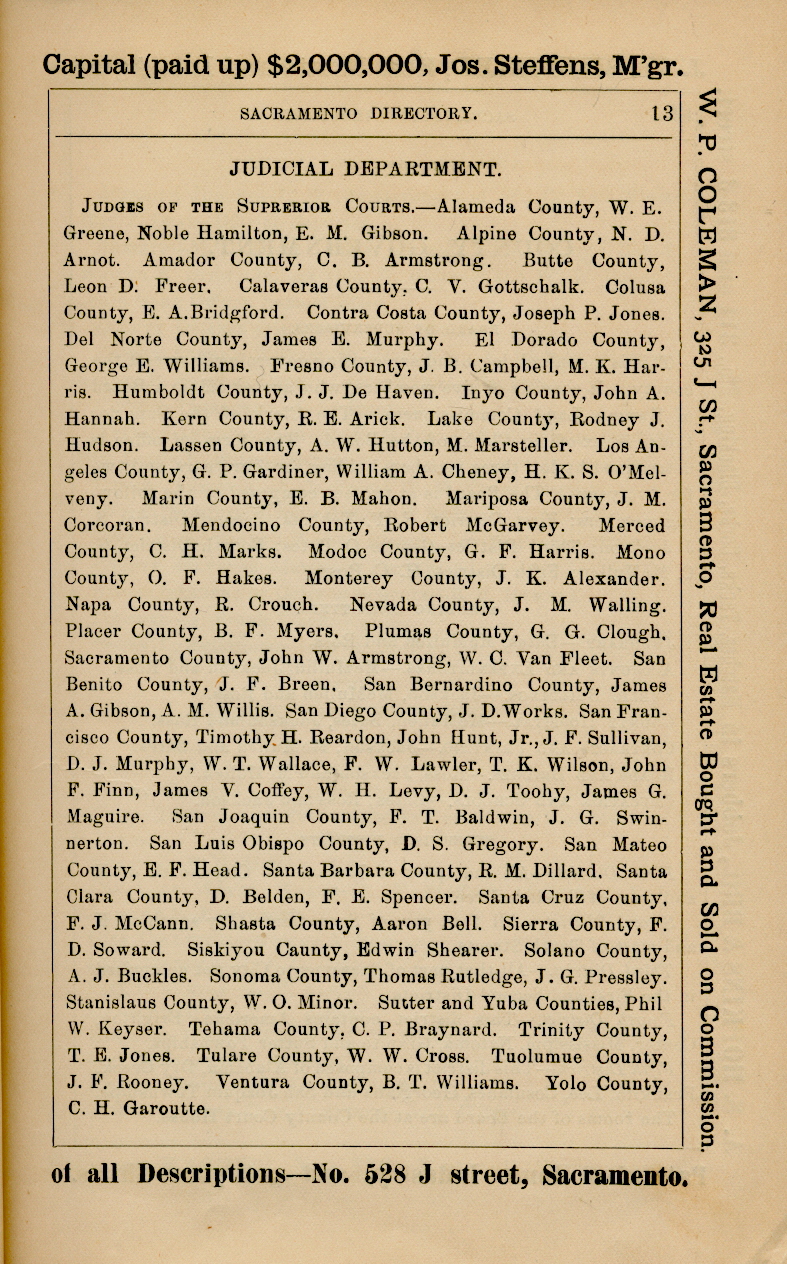 Capital (paid up) $2,000,000, Jos. Steffens, M'gr.
SACRAMENTO DIRECTORY. 13
JUDICIAL DEPARTMENT.
JUDGES OF THE SUPRERIOR COURTS.—Alameda County, W. E.
Greene, Noble Hamilton, E. M. Gibson. Alpine County, N. D.
Arnot. Amador County, C. B. Armstrong. Butte County,
Leon D. Freer. Calaveras County, C. V. Gottschalk. Colusa
County, E. A.Bridgford. Contra Costa County, Joseph P. Jones.
Del Norte County, James E. Murphy. El Dorado County,
George E. Williams. Fresno County, J. B. Campbell, M. K. Har-
ris. Humboldt County, J. J. De Haven. Inyo County, John A.
Hannah. Kern County, R. E. Arick. Lake County, Rodney J.
Hudson. Lassen County, A. W. Hutton, M. Marsteller. Los An-
geles County, G. P. Gardiner, William A. Cheney, H. K. S. O'Mel-
veny. Marin County, E. B. Mahon. Mariposa County, J. M.
Corcoran. Mendocino County, Robert McGarvey. Merced
County, C. H. Marks. Modoc County, G. F. Harris. Mono
County, O. F. Hakes. Monterey County, J. K. Alexander.
Napa County, R. Crouch. Nevada County, J. M. Walling.
Placer County, B. F. Myers. Plumas County, G. G. Clough.
Sacramento County, John W. Armstrong, W. C. Van Fleet. San
Benito County, J. F. Breen. San Bernardino County, James
A. Gibson, A. M. Willis. San Diego County, J. D.Works. San Fran-
cisco County, Timothy H. Reardon, John Hunt, Jr., J. F. Sullivan,
D. J. Murphy, W. T. Wallace, F. W. Lawler, T. K. Wilson, John
F. Finn, James V. Coffey, W. H. Levy, D. J. Toohy, James G.
Maguire. San Joaquin County, F. T. Baldwin, J. G. Swin-
nerton. San Luis Obispo County, D. S. Gregory. San Mateo
County, E. F. Head. Santa Barbara County, R. M. Dillard. Santa
Clara County, D. Belden, F. E. Spencer. Santa Cruz County,
F. J. McCann. Shasta County, Aaron Bell. Sierra County, F.
D. Soward. Siskiyou Caunty, Edwin Shearer. Solano County,
A. J. Buckles. Sonoma County, Thomas Rutledge, J. G. Pressley.
Stanislaus County, W. O. Minor. Sutter and Yuba Counties, Phil
W. Keyser. Tehama County, C. P. Braynard. Trinity County,
T. E. Jones. Tulare County, W. W. Cross. Tuolumue County,
J. F. Rooney. Ventura County, B. T. Williams. Yolo County,
C. H. Garoutte.
of all Descriptions—No. 528 J street, Sacramento.
W. P. COLEMAN, 325 J St., Sacramento, Real Estate Bought and Sold on Commission.